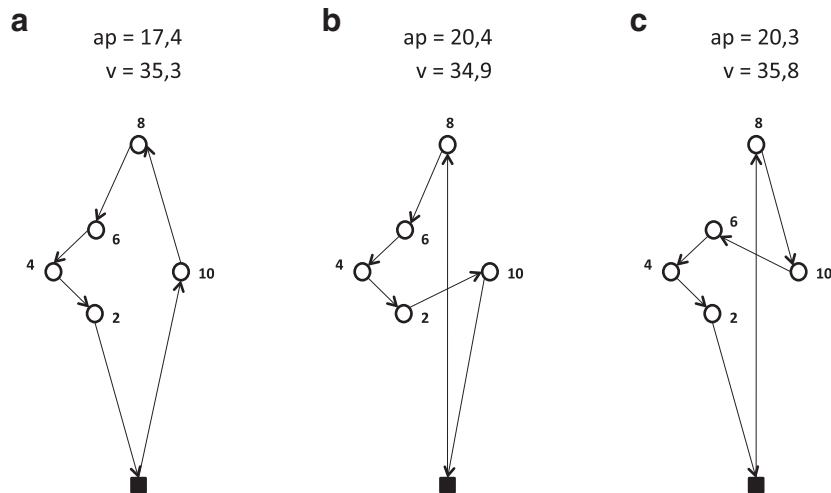 a
ap = 17,4
v = 35,3
8
6
4
10
2
b
ap = 20,4
v = 34,9
8
6
4
10
2
c
ap = 20,3
v = 35,8
8
6
4
10
2